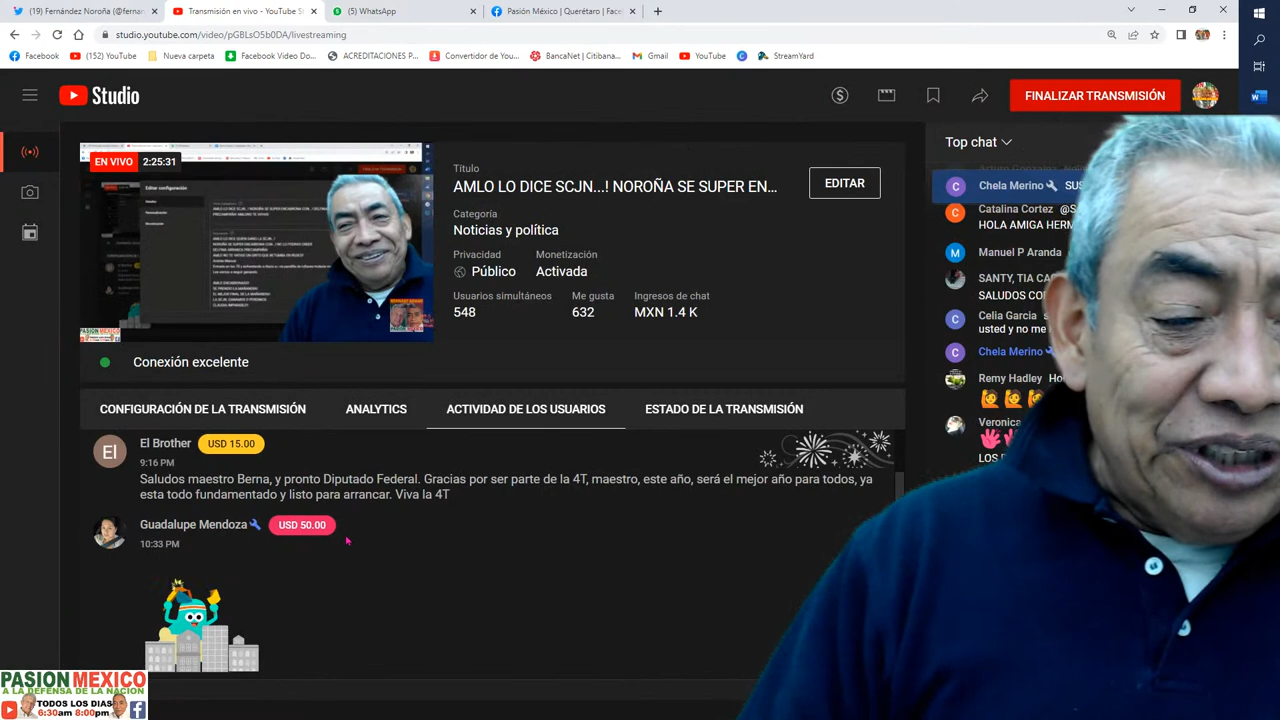 (19) Fernández Noroña (@fernan
Transmisión en vivo - YouTube S
(5) WhatsApp
Pasión México | Querétaro | Face
studio.youtube.com/video/pGBLsO5b0DA/livestreaming
Facebook
(152) YouTube
Nueva carpeta
Facebook Video Do...
ACREDITACIONES P...
Convertidor de You...
BancaNet | Citibana...
Gmail
YouTube
StreamYard
Studio
FINALIZAR TRANSMISIÓN
EN VIVO 2:25:31
Título
AMLO LO DICE SCJN...! NOROÑA SE SUPER EN...
EDITAR
Categoría
Noticias y política
Privacidad
Monetización
Público
Activada
Usuarios simultáneos
Me gusta
Ingresos de chat
548
632
MXN 1.4 K
Conexión excelente
CONFIGURACIÓN DE LA TRANSMISIÓN
ANALYTICS
ACTIVIDAD DE LOS USUARIOS
ESTADO DE LA TRANSMISIÓN
El
El Brother USD 15.00
9:16 PM
Saludos maestro Berna, y pronto Diputado Federal. Gracias por ser parte de la 4T, maestro, este año, será el mejor año para todos, ya
esta todo fundamentado y listo para arrancar. Viva la 4T
Guadalupe Mendoza USD 50.00
10:33 PM
Top chat
C Chela Merino SUS
C Catalina Cortez @S
HOLA AMIGA HERM
M Manuel P Aranda
SANTY, TIA CA
SALUDOS CO
C Celia Garcia s
usted y no me
C Chela Merino
Remy Hadley Ho
Veronica
LOS
PASION MEXICO
A LA DEFENSA DE LA NACION
TODOS LOS DIAS
6:30am 8:00pm